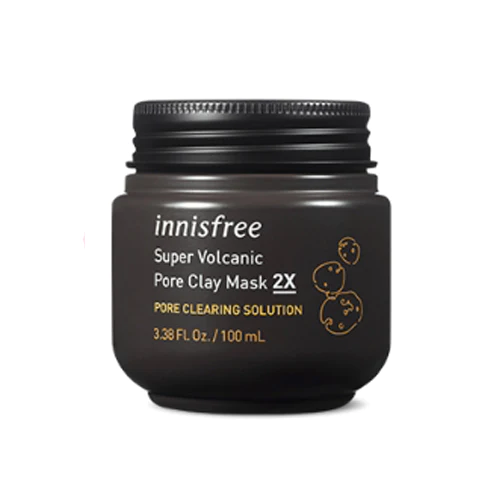 innisfree
Super Volcanic
Pore Clay Mask 2X
PORE CLEARING SOLUTION
3.38 FL. Oz. / 100 mL